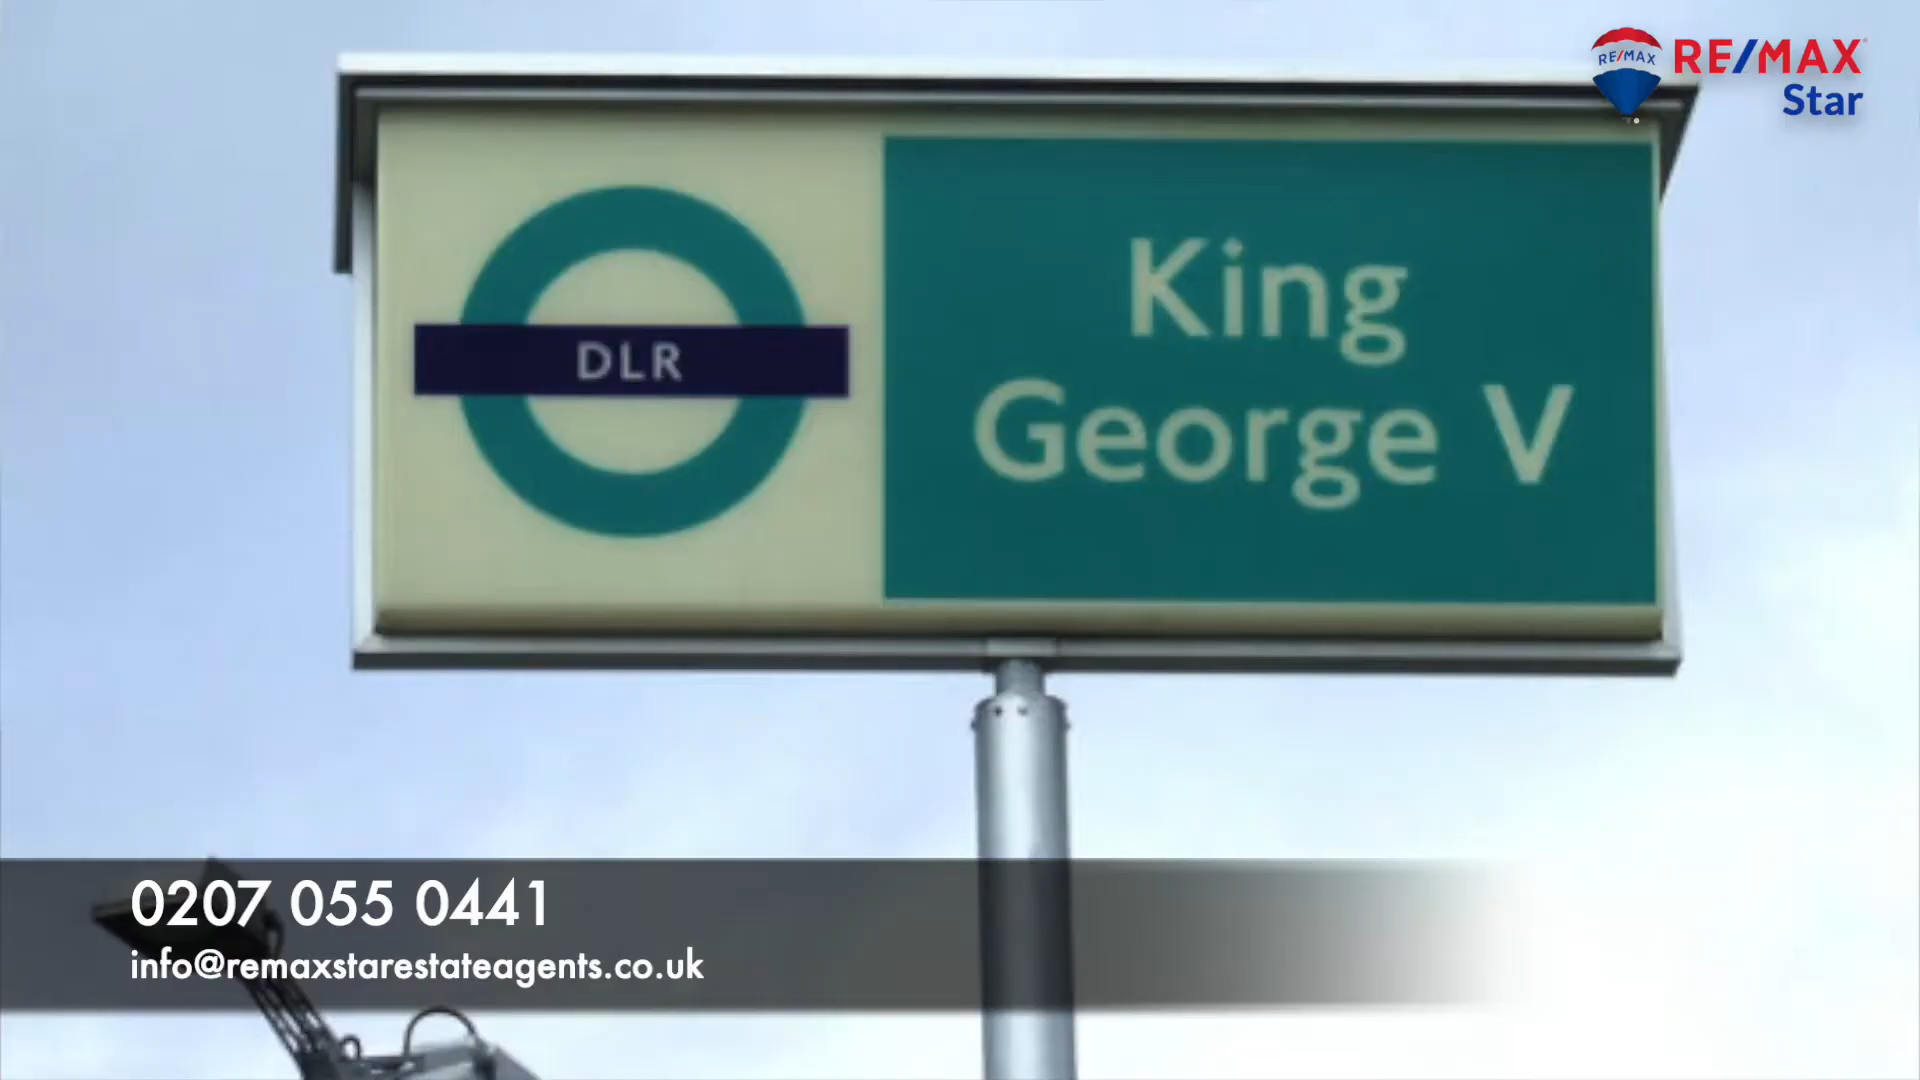 RE/MAX
RE/MAX
Star
DLR
King
George V
0207 055 0441
info@remaxstarestateagents.co.uk